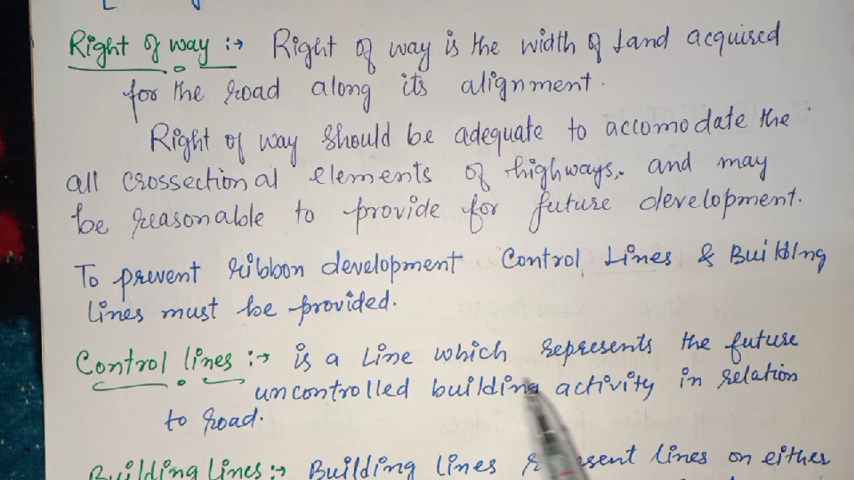 Right of way :→ Right of way is the width of Land acquired
for the road along its alignment.
Right of way should be adequate to accomodate the
all crossectional elements of highways. and may
be reasonable to provide for future development.
To prevent ribbon development Control Lines & Building
Lines must be provided.
Control lines :→ is a Line which represents the future
uncontrolled building activity in relation
to road.
Building Lines :→ Building lines represent lines on either